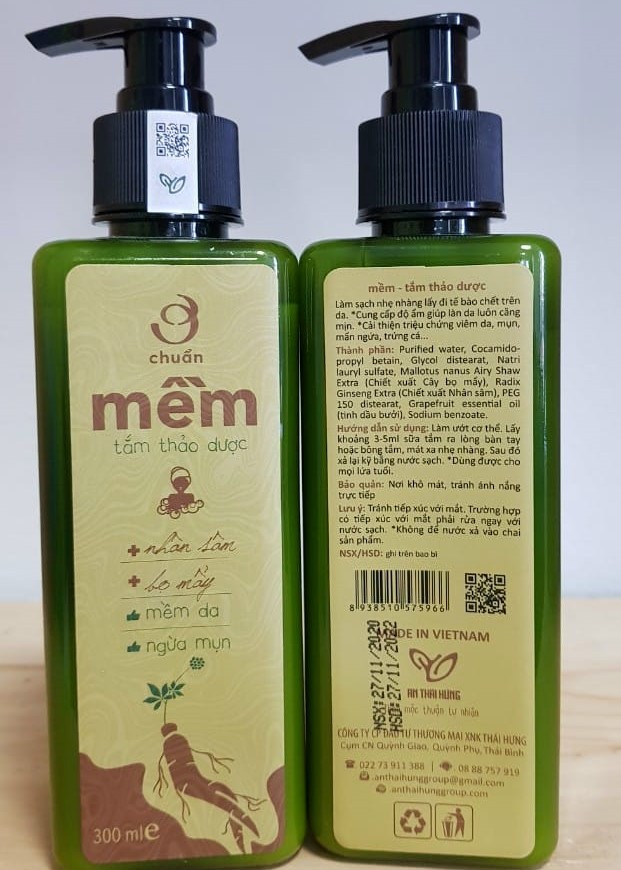 chuẩn
mềm
tắm thảo dược
nhân sâm
bọ mẩy
mềm da
ngừa mụn
300 ml e
mềm - tắm thảo dược
Làm sạch nhẹ nhàng lấy đi tế bào chết trên
da. *Cung cấp độ ẩm giúp làn da luôn căng
mịn. *Cải thiện triệu chứng viêm da, mụn,
mẩn ngứa, trứng cá...
Thành phần: Purified water, Cocamido-
propyl betain, Glycol distearat, Natri
lauryl sulfate, Mallotus nanus Airy Shaw
Extra (Chiết xuất Cây bọ mẩy), Radix
Ginseng Extra (Chiết xuất Nhân sâm), PEG
150 distearat, Grapefruit essential oil
(tinh dầu bưởi), Sodium benzoate.
Hướng dẫn sử dụng: Làm ướt cơ thể. Lấy
khoảng 3-5ml sữa tắm ra lòng bàn tay
hoặc bông tắm, mát xa nhẹ nhàng. Sau đó
xả lại kỹ bằng nước sạch. *Dùng được cho
mọi lứa tuổi.
Bảo quản: Nơi khô mát, tránh ánh nắng
trực tiếp
Lưu ý: Tránh tiếp xúc với mắt. Trường hợp
có tiếp xúc với mắt phải rửa ngay với
nước sạch. *Không để nước xả vào chai
sản phẩm.
NSX/HSD: ghi trên bao bì
8 938510 575966
MADE IN VIETNAM
NSX:27/11/2020
HSD:27/11/2022
AN THÁI HƯNG
mộc thuận tự nhiên
CÔNG TY CP ĐẦU TƯ THƯƠNG MẠI XNK THÁI HƯNG
Cụm CN Quỳnh Giao, Quỳnh Phụ, Thái Bình
022 73 911 388 | 08 88 757 919
.anthaihunggroup@gmail.com
.anthaihunggroup.com